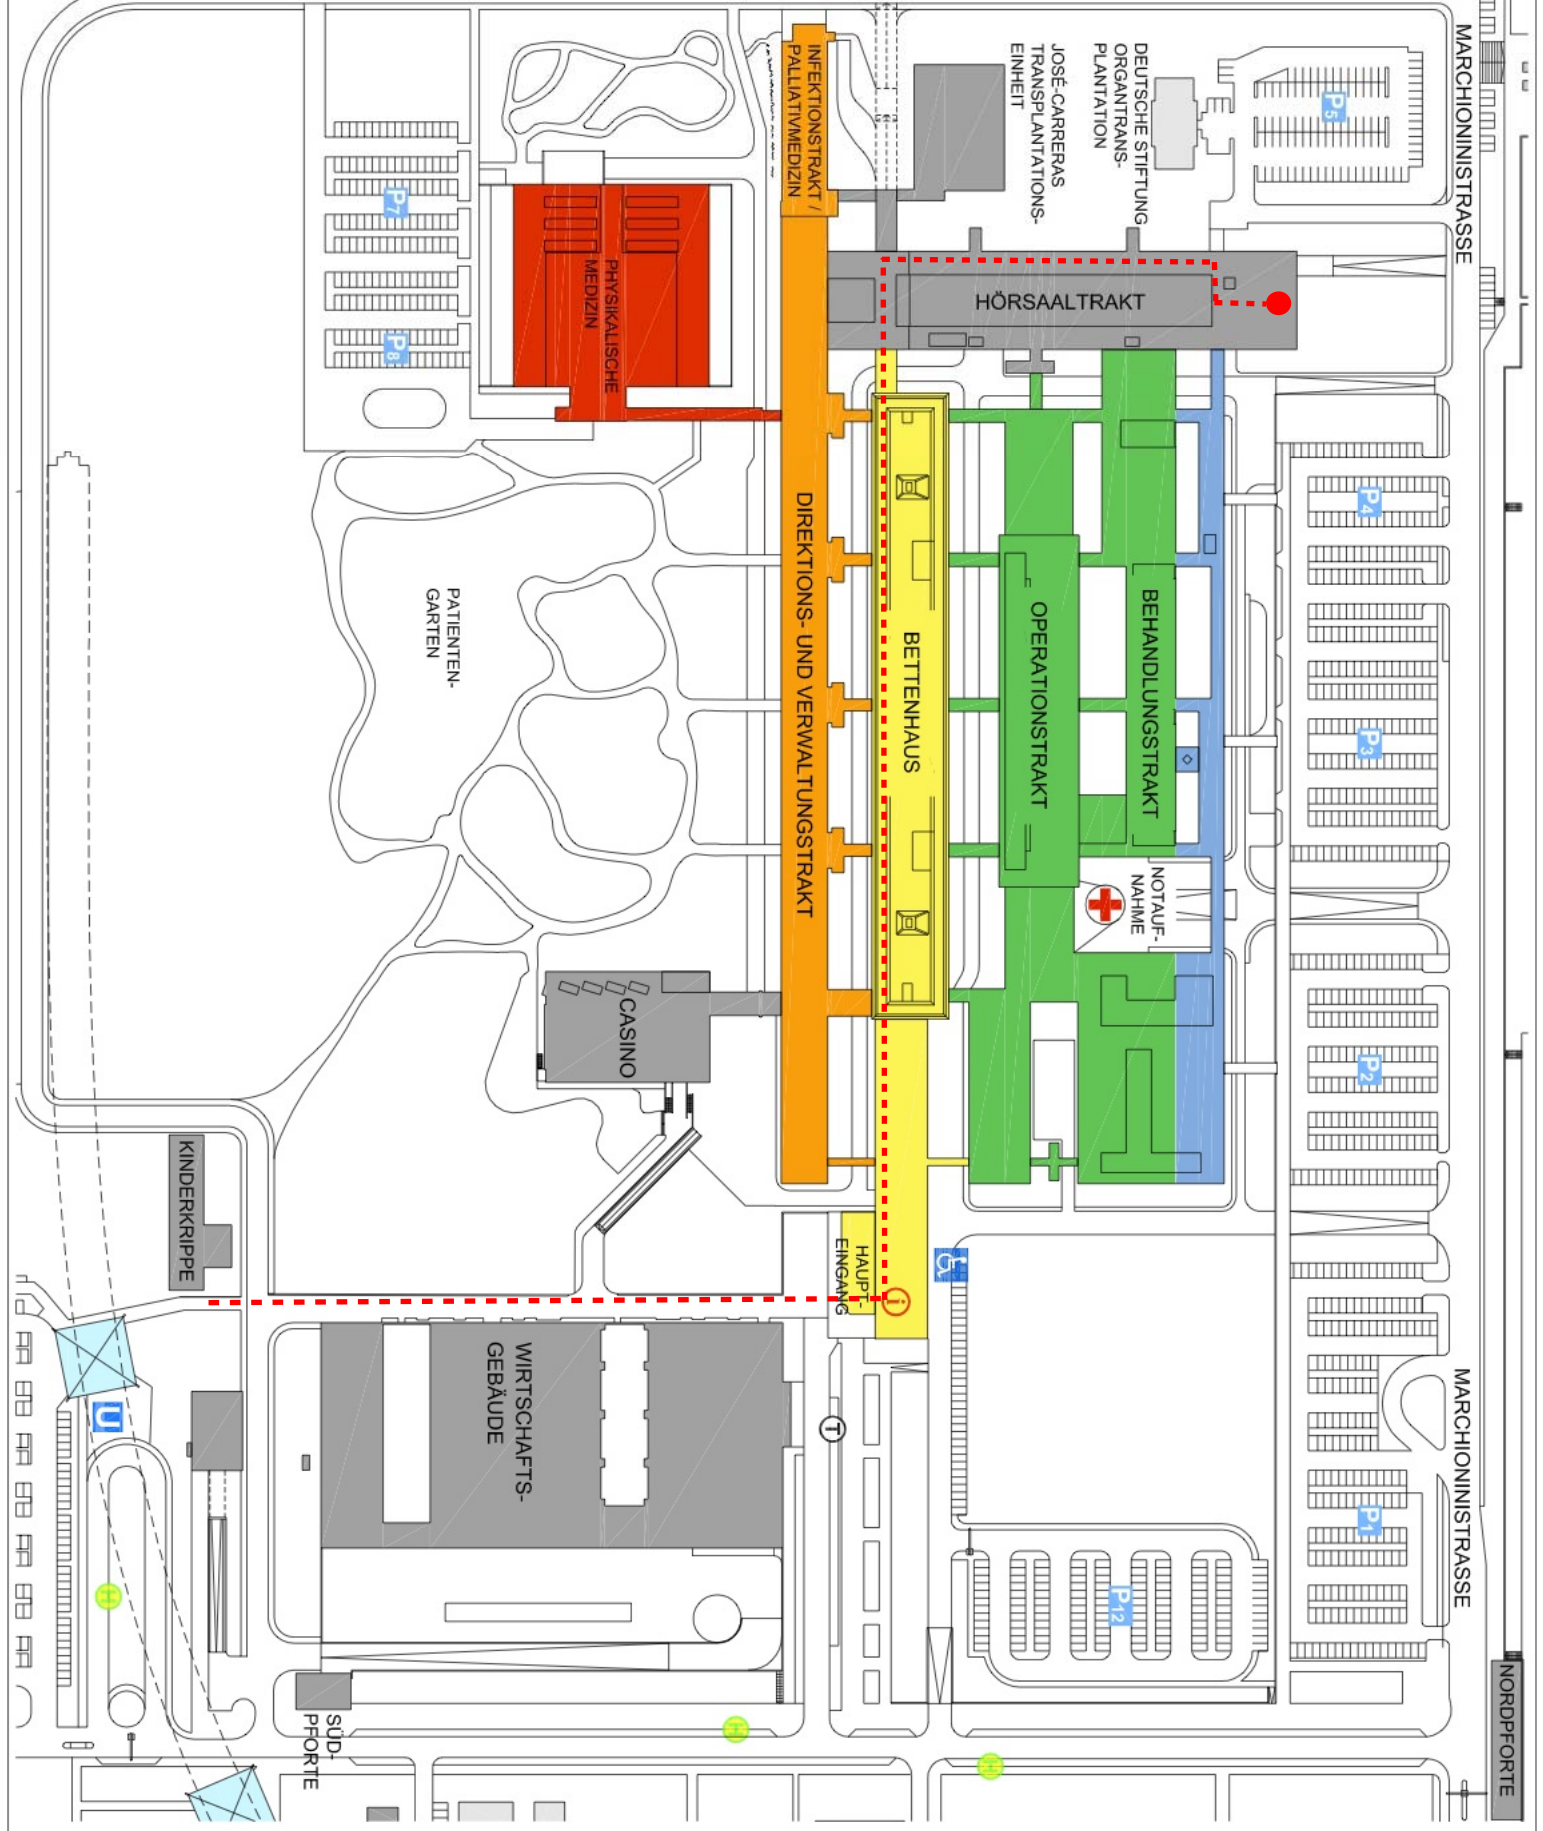 MARCHIONINISTRASSE
P5
DEUTSCHE STIFTUNG
ORGANTRANS-
PLANTATION
JOSÉ-CARRERAS
TRANSPLANTATIONS-
EINHEIT
INFEKTIONSTRAKT /
PALLIATIVMEDIZIN
P7
P8
PHYSIKALISCHE
MEDIZIN
HÖRSAALTRAKT
P4
P3
P2
P1
PATIENTEN-
GARTEN
DIREKTIONS- UND VERWALTUNGSTRAKT
BETTENHAUS
OPERATIONSTRAKT
BEHANDLUNGSTRAKT
NOTAUF-
NAHME
CASINO
KINDERKRIPPE
HAUPT-
EINGANG
i
WIRTSCHAFTS-
GEBÄUDE
T
U
H
H
H
P12
MARCHIONINISTRASSE
SÜD-
PFORTE
NORDPFORTE